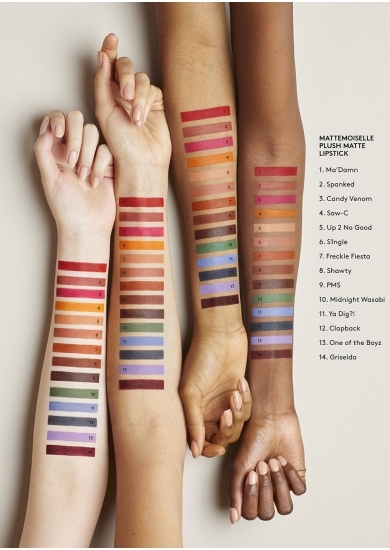 MATTEMOISELLE
PLUSH MATTE
LIPSTICK
1. Ma'Damn
2. Spanked
3. Candy Venom
4. Saw-C
5. Up 2 No Good
6. S1ngle
7. Freckle Fiesta
8. Shawty
9. PMS
10. Midnight Wasabi
11. Ya Dig?!
12. Clapback
13. One of the Boyz
14. Griselda